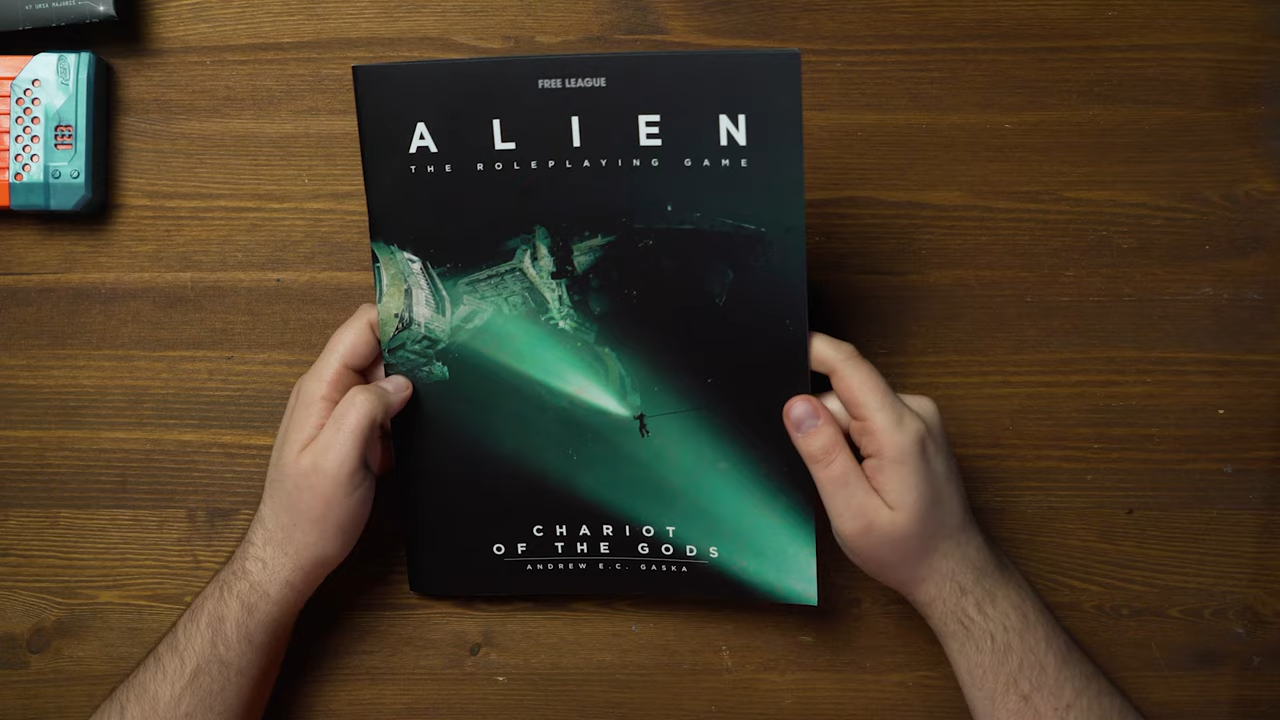 FREE LEAGUE
ALIEN
THE ROLEPLAYING GAME
CHARIOT
OF THE GODS
ANDREW E.C. GASKA